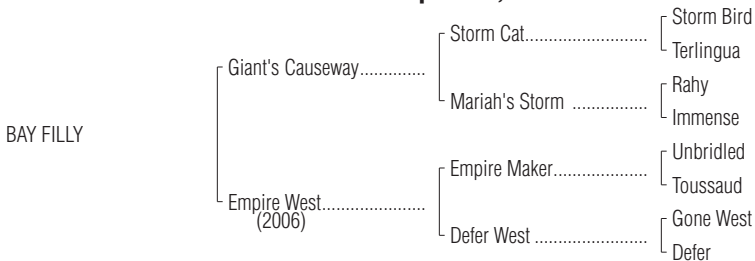 Storm Bird
Storm Cat..............................
Terlingua
Giant's Causeway..............
Rahy
Mariah's Storm ................
Immense
BAY FILLY
Unbridled
Empire Maker....................
Toussaud
Empire West......................
(2006)
Gone West
Defer West ........................
Defer